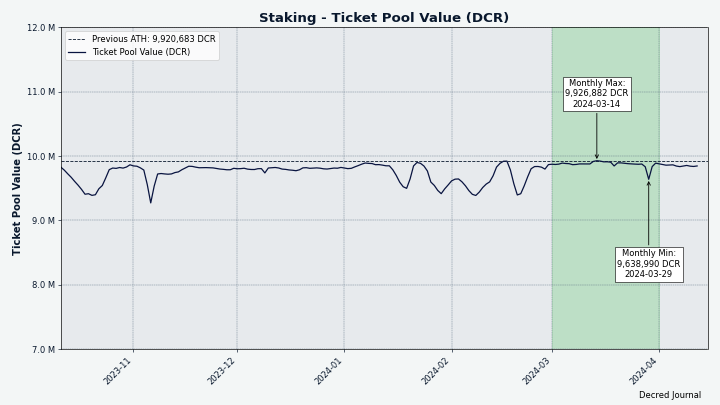 Staking - Ticket Pool Value (DCR)
Previous ATH: 9,920,683 DCR
Ticket Pool Value (DCR)
Ticket Pool Value (DCR)
12.0 M
11.0 M
10.0 M
9.0 M
8.0 M
7.0 M
Monthly Max:
9,926,882 DCR
2024-03-14
Monthly Min:
9,638,990 DCR
2024-03-29
2023-11
2023-12
2024-01
2024-02
2024-03
2024-04
Decred Journal